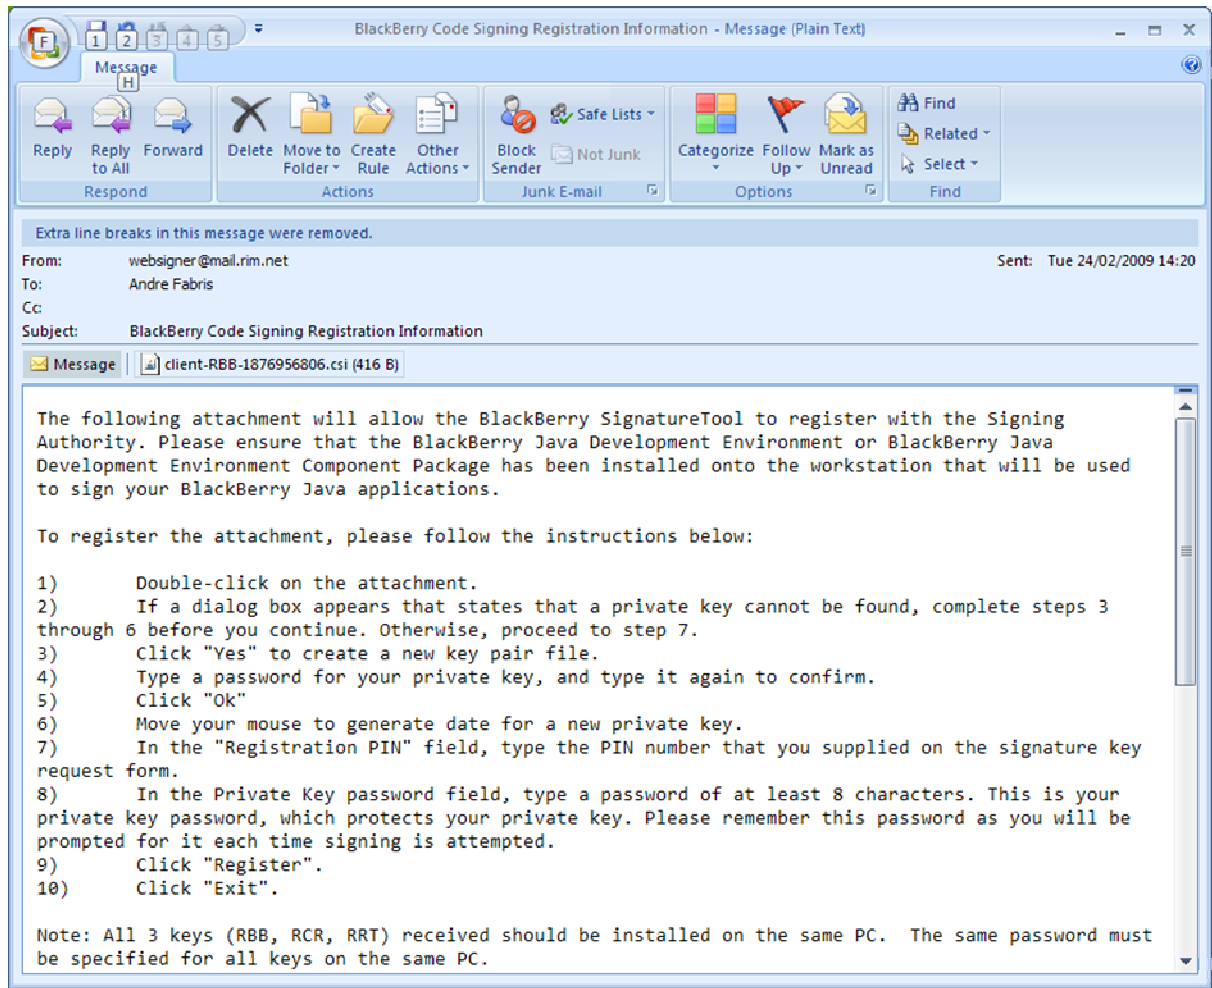 BlackBerry Code Signing Registration Information - Message (Plain Text)
F 1 2 3 4 5
Message
H
Reply Reply to All Forward
Respond
Delete Move to Folder Create Rule Other Actions
Actions
Block Sender Safe Lists Not Junk
Junk E-mail
Categorize Follow Up Mark as Unread
Options
Find
Related
Select
Find
Extra line breaks in this message were removed.
From: websigner@mail.rim.net Sent: Tue 24/02/2009 14:20
To: Andre Fabris
Cc:
Subject: BlackBerry Code Signing Registration Information
Message client-RBB-1876956806.csi (416 B)
The following attachment will allow the BlackBerry SignatureTool to register with the Signing
Authority. Please ensure that the BlackBerry Java Development Environment or BlackBerry Java
Development Environment Component Package has been installed onto the workstation that will be used
to sign your BlackBerry Java applications.
To register the attachment, please follow the instructions below:
1) Double-click on the attachment.
2) If a dialog box appears that states that a private key cannot be found, complete steps 3
through 6 before you continue. Otherwise, proceed to step 7.
3) Click "Yes" to create a new key pair file.
4) Type a password for your private key, and type it again to confirm.
5) Click "Ok"
6) Move your mouse to generate date for a new private key.
7) In the "Registration PIN" field, type the PIN number that you supplied on the signature key
request form.
8) In the Private Key password field, type a password of at least 8 characters. This is your
private key password, which protects your private key. Please remember this password as you will be
prompted for it each time signing is attempted.
9) Click "Register".
10) Click "Exit".
Note: All 3 keys (RBB, RCR, RRT) received should be installed on the same PC. The same password must
be specified for all keys on the same PC.